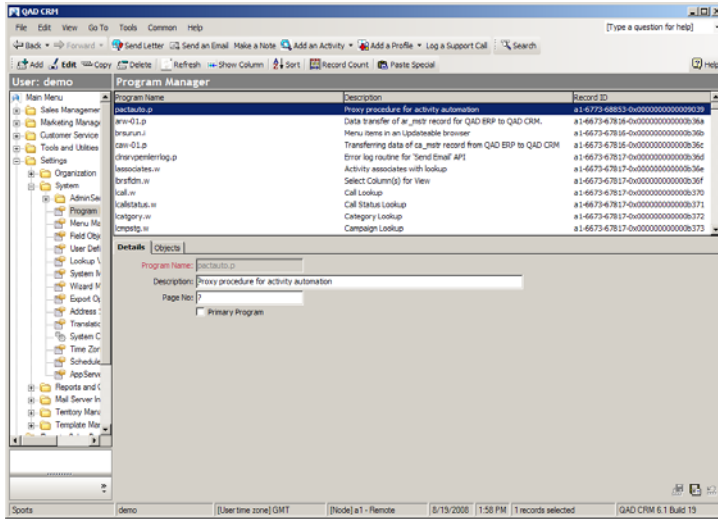 QAD CRM
File Edit View Go To Tools Common Help [Type a question for help]
Back Forward Send Letter Send an Email Make a Note Add an Activity Add a Profile Log a Support Call Search
Add Edit Copy Delete Refresh Show Column Sort Record Count Paste Special Help
User: demo
Program Manager
Main Menu
Sales Managemer
Marketing Manage
Customer Service
Tools and Utilities
Settings
Organization
System
AdminSer
Program
Menu Ma
Field Obje
User Defi
Lookup V
System M
Wizard M
Export Op
Address
Translatic
System C
Time Zor
Schedule
AppServe
Reports and
Mail Server In
Territory Mana
Template Mar
Program Name Description Record ID
pactauto.p Proxy procedure for activity automation a1-6673-68853-0x0000000000009039
arw-01.p Data transfer of ar_mstr record for QAD ERP to QAD CRM. a1-6673-67816-0x000000000000b36a
brsurun.i Menu items in an Updateable browser a1-6673-67816-0x000000000000b36b
caw-01.p Transferring data of ca_mstr record from QAD ERP to QAD CRM a1-6673-67816-0x000000000000b36c
clnsrvpemlerrlog.p Error log routine for 'Send Email' API a1-6673-67817-0x000000000000b36d
lassociates.w Activity associates with lookup a1-6673-67817-0x000000000000b36e
brsfldm.w Select Column(s) for View a1-6673-67817-0x000000000000b36f
lcall.w Call Lookup a1-6673-67817-0x000000000000b370
lcallstatus.w Call Status Lookup a1-6673-67817-0x000000000000b371
lcatgory.w Category Lookup a1-6673-67817-0x000000000000b372
lcmpstg.w Campaign Lookup a1-6673-67817-0x000000000000b373
Details Objects
Program Name: pactauto.p
Description: Proxy procedure for activity automation
Page No: ?
Primary Program
Sports demo [User time zone] GMT [Node] a1 - Remote 8/19/2008 1:58 PM 1 records selected QAD CRM 6.1 Build 19